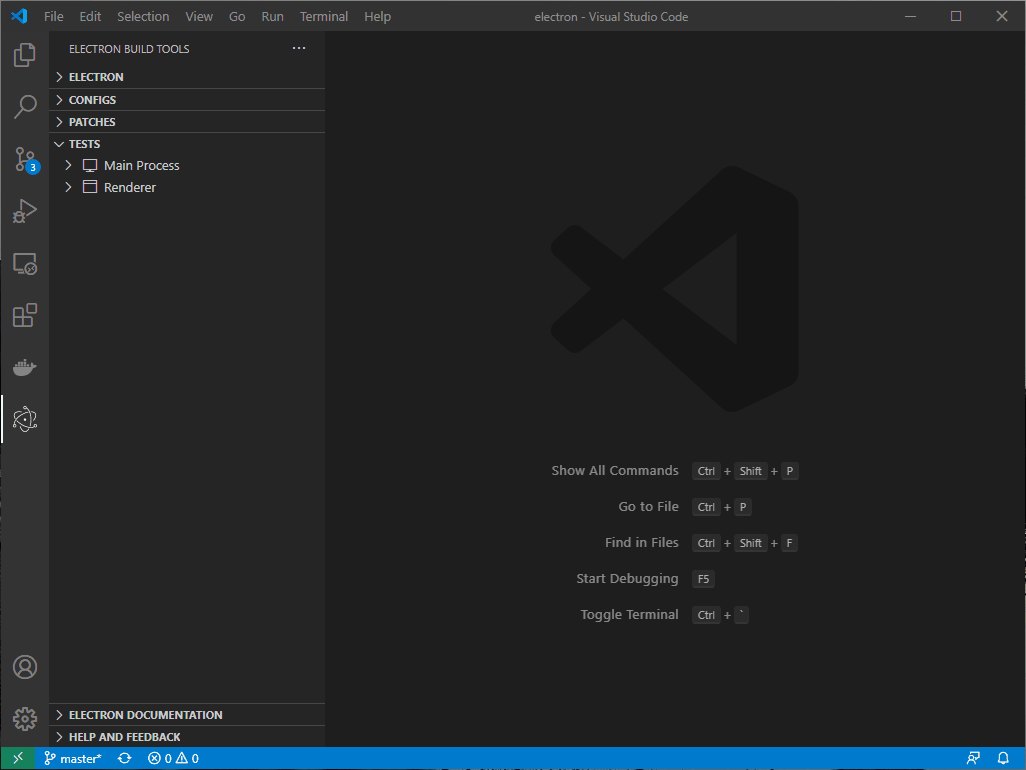 File Edit Selection View Go Run Terminal Help electron - Visual Studio Code
ELECTRON BUILD TOOLS
ELECTRON
CONFIGS
PATCHES
TESTS
Main Process
Renderer
3
Show All Commands Ctrl + Shift + P
Go to File Ctrl + P
Find in Files Ctrl + Shift + F
Start Debugging F5
Toggle Terminal Ctrl + `
ELECTRON DOCUMENTATION
HELP AND FEEDBACK
master* 0 0